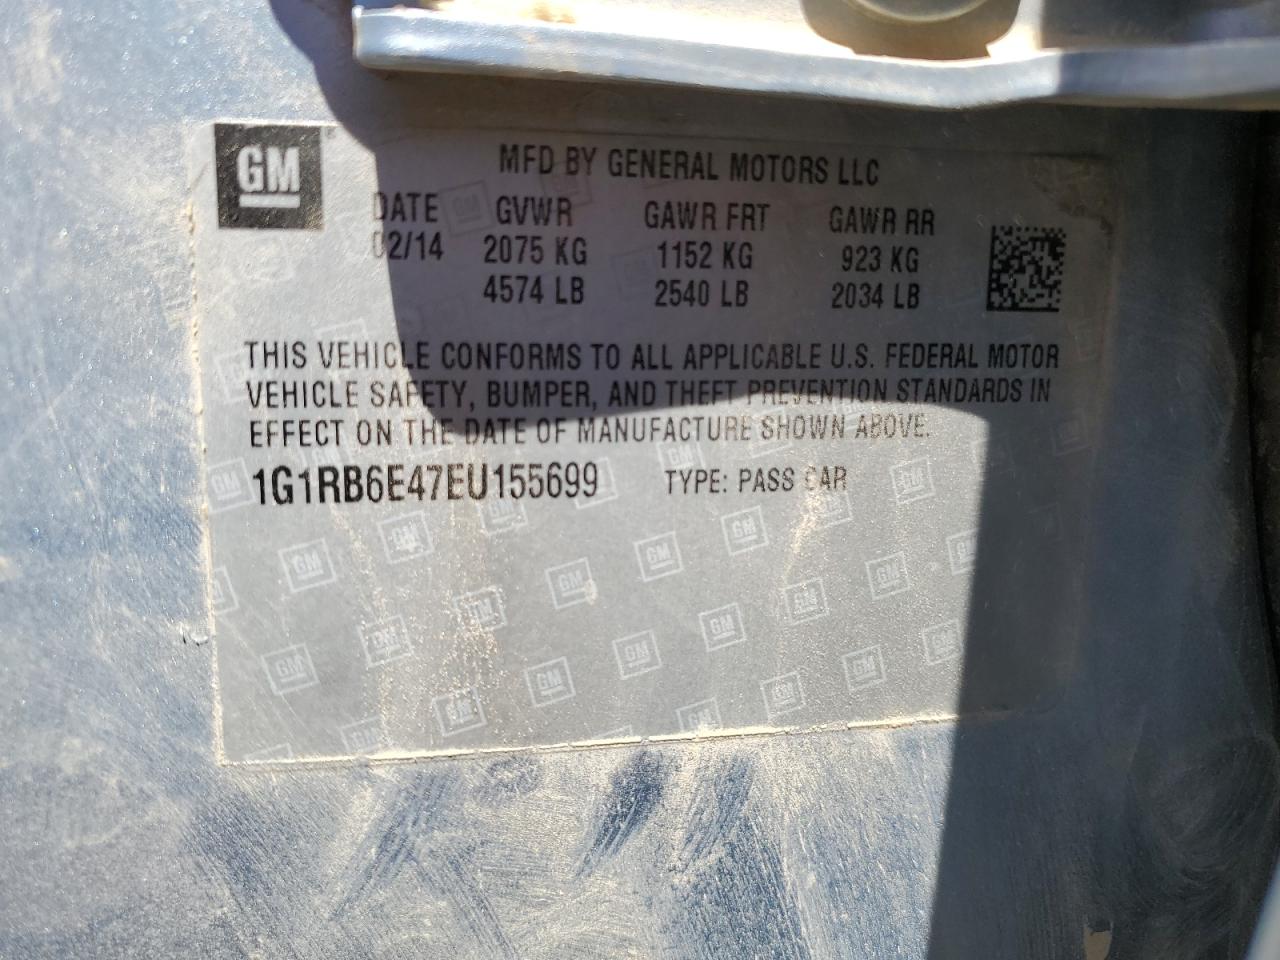 GM
MFD BY GENERAL MOTORS LLC
DATE GVWR GAWR FRT GAWR RR
02/14 2075 KG 1152 KG 923 KG
4574 LB 2540 LB 2034 LB
THIS VEHICLE CONFORMS TO ALL APPLICABLE U.S. FEDERAL MOTOR
VEHICLE SAFETY, BUMPER, AND THEFT PREVENTION STANDARDS IN
EFFECT ON THE DATE OF MANUFACTURE SHOWN ABOVE.
1G1RB6E47EU155699 TYPE: PASS CAR